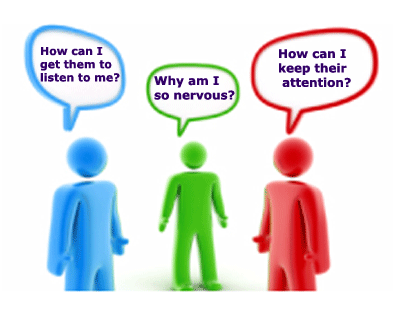 How can I
get them to
listen to me?
Why am I
so nervous?
How can I
keep their
attention?